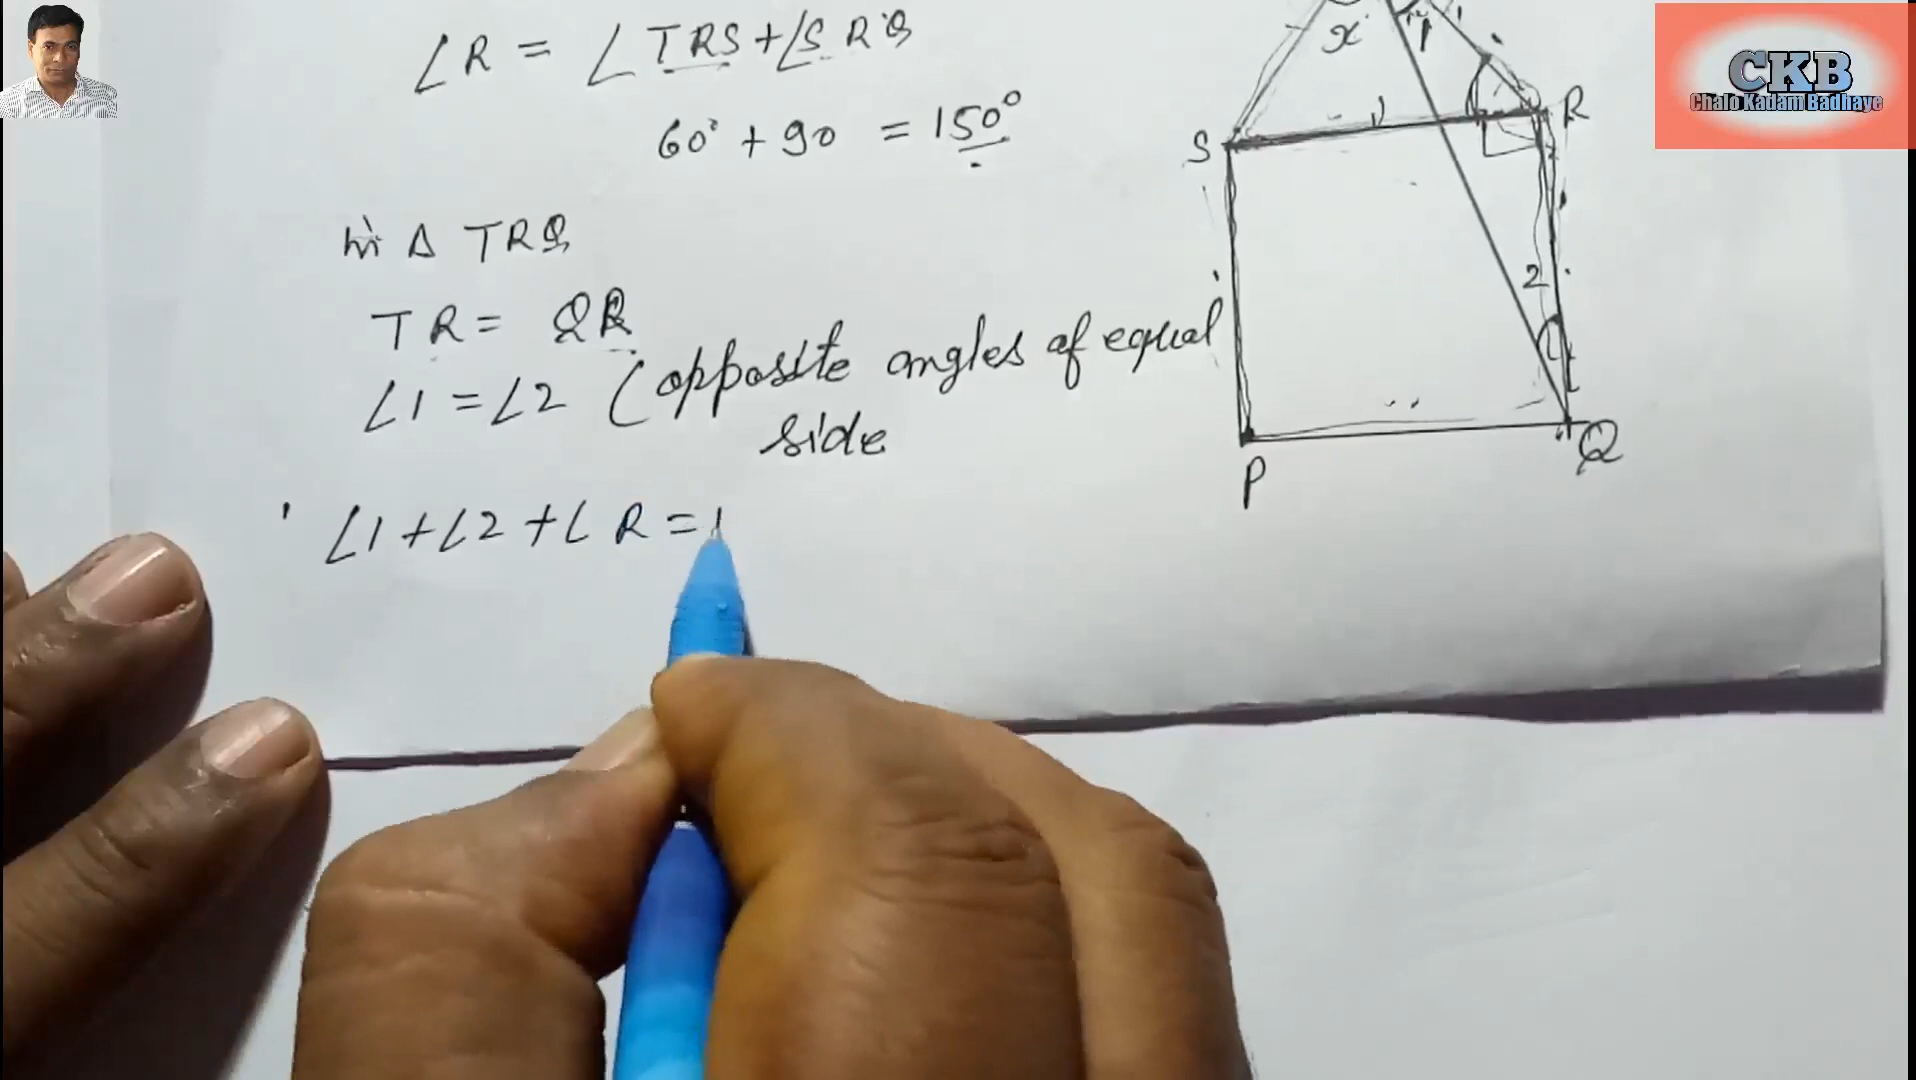 ∠R = ∠TRS + ∠SRQ
60° + 90 = 150°
in Δ TRQ
TR = QR
∠1 = ∠2 (opposite angles of equal
side
∠1 + ∠2 + ∠R = 1
x
1
R
S
2
P
Q
CKB
Chalo Kadam Badhaye